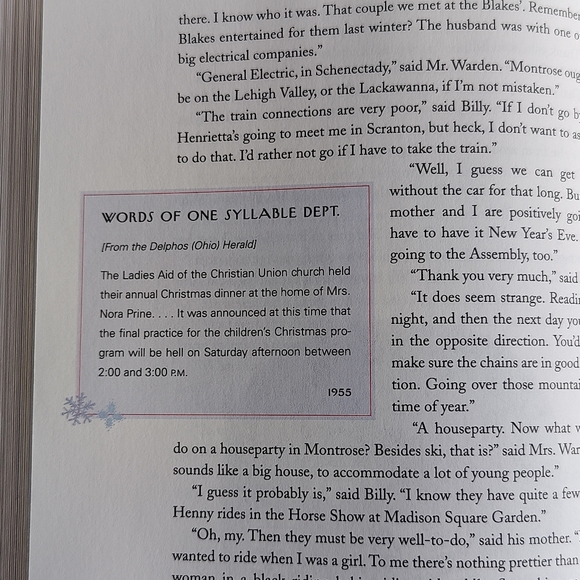 there. I know who it was. That couple we met at the Blakes'. Remember
Blakes entertained for them last winter? The husband was with one o
big electrical companies."
"General Electric, in Schenectady," said Mr. Warden. "Montrose oug
be on the Lehigh Valley, or the Lackawanna, if I'm not mistaken."
"The train connections are very poor," said Billy. "If I don't go b
Henrietta's going to meet me in Scranton, but heck, I don't want to as
to do that. I'd rather not go if I have to take the train."
WORDS OF ONE SYLLABLE DEPT.
[From the Delphos (Ohio) Herald]
The Ladies Aid of the Christian Union church held
their annual Christmas dinner at the home of Mrs.
Nora Prine. . . . It was announced at this time that
the final practice for the children's Christmas pro-
gram will be hell on Saturday afternoon between
2:00 and 3:00 P.M.
1955
"Well, I guess we can get
without the car for that long. Bu
mother and I are positively goi
have to have it New Year's Eve.
going to the Assembly, too."
"Thank you very much," said
"It does seem strange. Readi
night, and then the next day yo
in the opposite direction. You'd
make sure the chains are in good
tion. Going over those mountai
time of year."
"A houseparty. Now what w
do on a houseparty in Montrose? Besides ski, that is?" said Mrs. War
sounds like a big house, to accommodate a lot of young people."
"I guess it probably is," said Billy. "I know they have quite a few
Henny rides in the Horse Show at Madison Square Garden."
"Oh, my. Then they must be very well-to-do," said his mother. "
wanted to ride when I was a girl. To me there's nothing prettier than
woman in a black riding